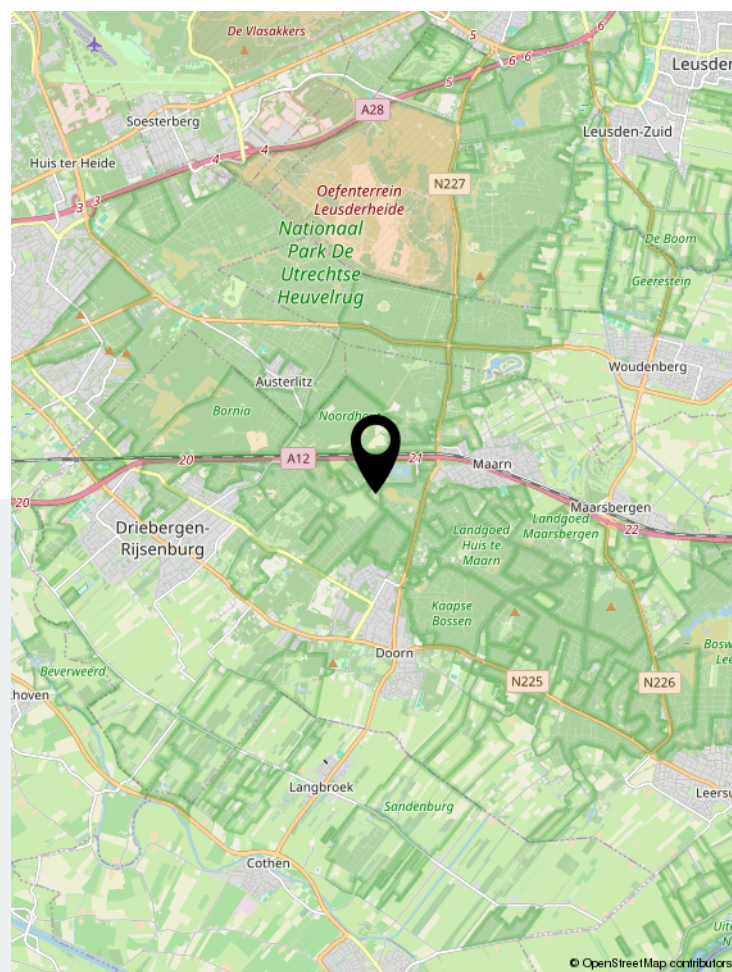 De Vlasakkers
5
6
6 6
5
Leusden
A28
Soesterberg
Leusden-Zuid
4
4
Huis ter Heide
Oefenterrein
Leusderheide
N227
3
3
Nationaal
Park De
Utrechtse
Heuvelrug
De Boom
Geerestein
Woudenberg
Austerlitz
Bornia
20
A12
21
Maarn
20
Maarsbergen
Landgoed
Maarsbergen
22
Driebergen-
Rijsenburg
Landgoed
Huis te
Maarn
Kaapse
Bossen
Doorn
Beverweerd
N225
N226
Langbroek
Sandenburg
Cothen
© OpenStreetMap contributors